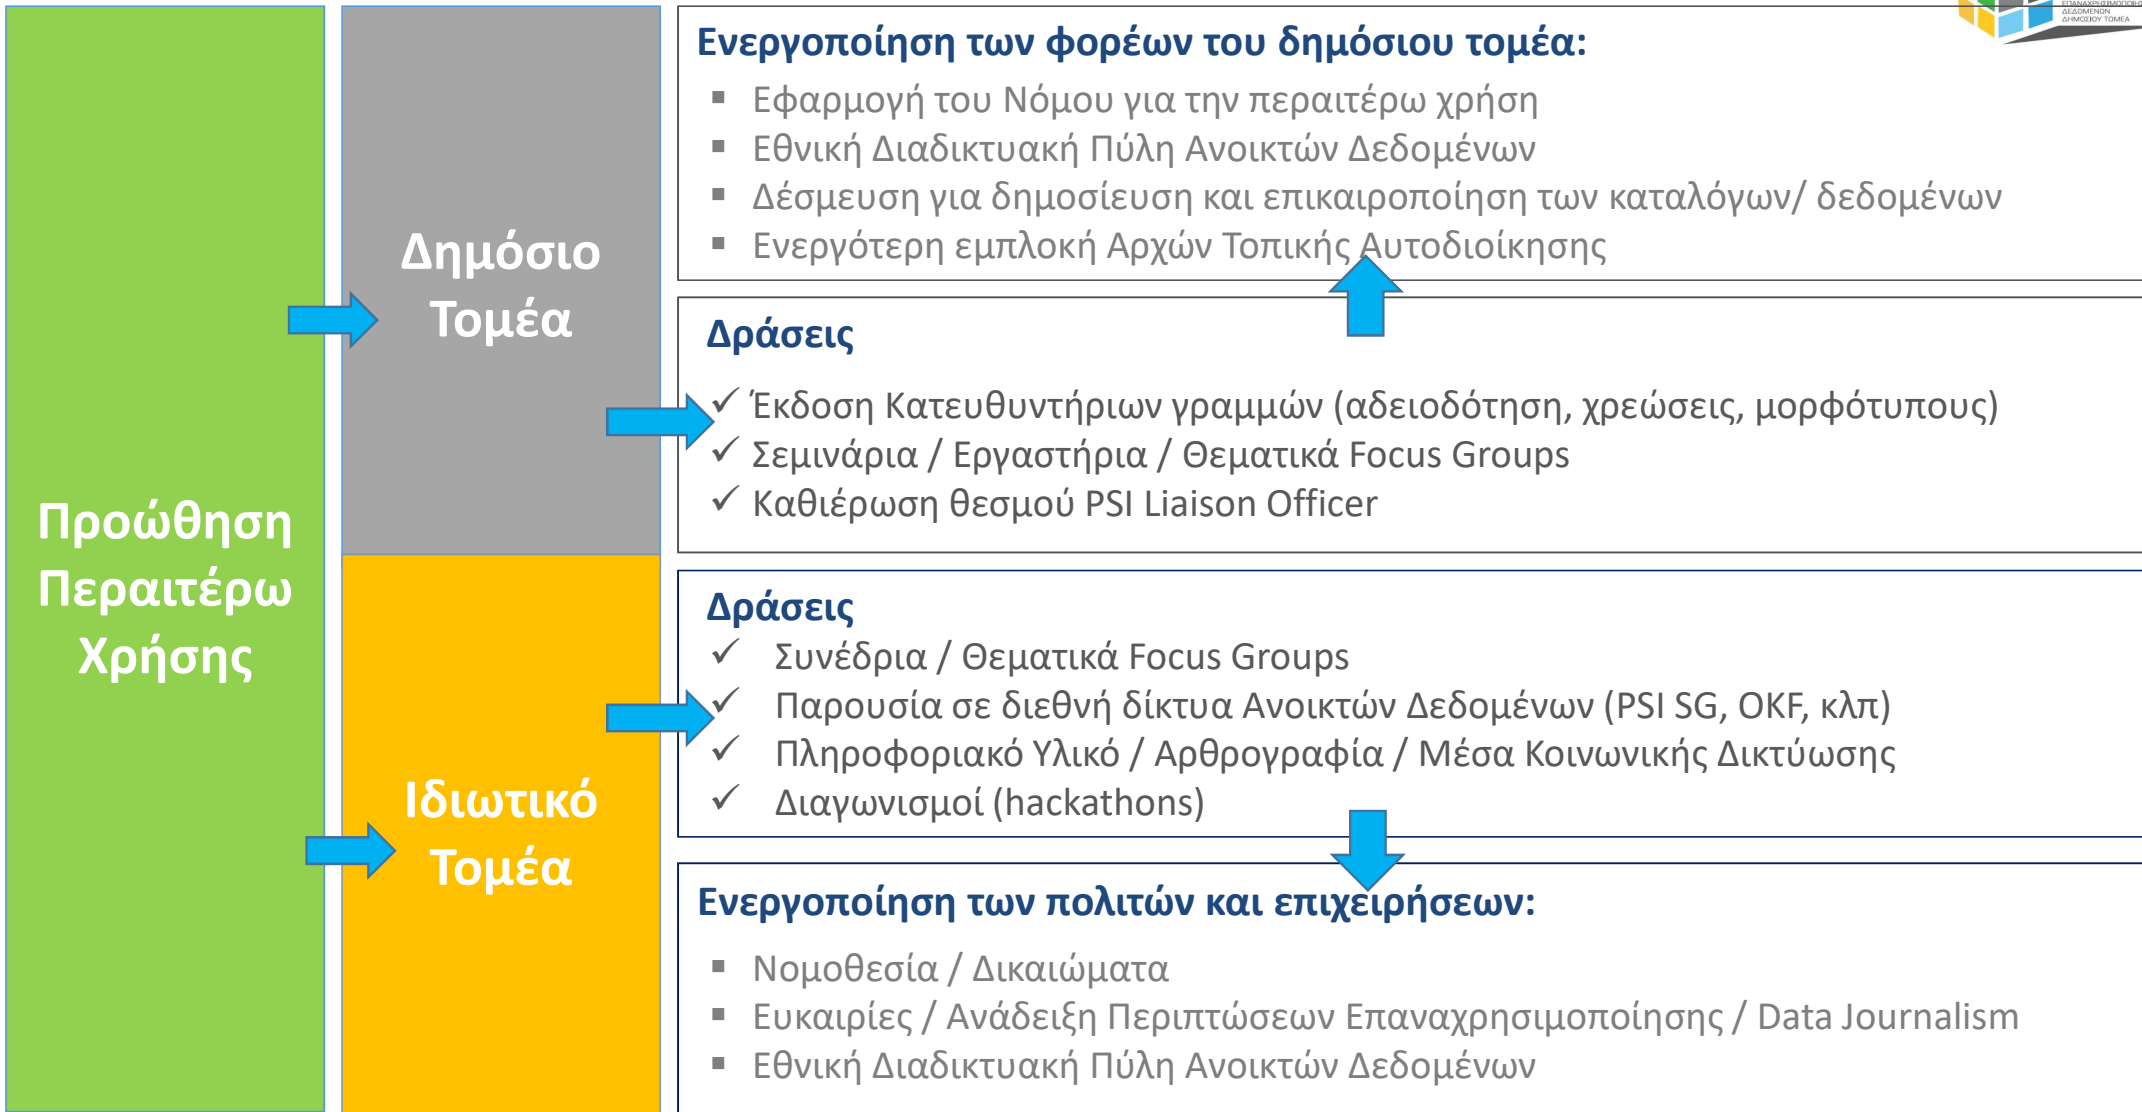 ΕΠΑΝΑΧΡΗΣΙΜΟΠΟΙΗΣ
ΔΕΔΟΜΕΝΩΝ
ΔΗΜΟΣΙΟΥ ΤΟΜΕΑ
Προώθηση
Περαιτέρω
Χρήσης
Δημόσιο
Τομέα
Ενεργοποίηση των φορέων του δημόσιου τομέα:
▪ Εφαρμογή του Νόμου για την περαιτέρω χρήση
▪ Εθνική Διαδικτυακή Πύλη Ανοικτών Δεδομένων
▪ Δέσμευση για δημοσίευση και επικαιροποίηση των καταλόγων/ δεδομένων
▪ Ενεργότερη εμπλοκή Αρχών Τοπικής Αυτοδιοίκησης
Δράσεις
✓ Έκδοση Κατευθυντήριων γραμμών (αδειοδότηση, χρεώσεις, μορφότυπους)
✓ Σεμινάρια / Εργαστήρια / Θεματικά Focus Groups
✓ Καθιέρωση θεσμού PSI Liaison Officer
Ιδιωτικό
Τομέα
Δράσεις
✓ Συνέδρια / Θεματικά Focus Groups
✓ Παρουσία σε διεθνή δίκτυα Ανοικτών Δεδομένων (PSI SG, OKF, κλπ)
✓ Πληροφοριακό Υλικό / Αρθρογραφία / Μέσα Κοινωνικής Δικτύωσης
✓ Διαγωνισμοί (hackathons)
Ενεργοποίηση των πολιτών και επιχειρήσεων:
▪ Νομοθεσία / Δικαιώματα
▪ Ευκαιρίες / Ανάδειξη Περιπτώσεων Επαναχρησιμοποίησης / Data Journalism
▪ Εθνική Διαδικτυακή Πύλη Ανοικτών Δεδομένων